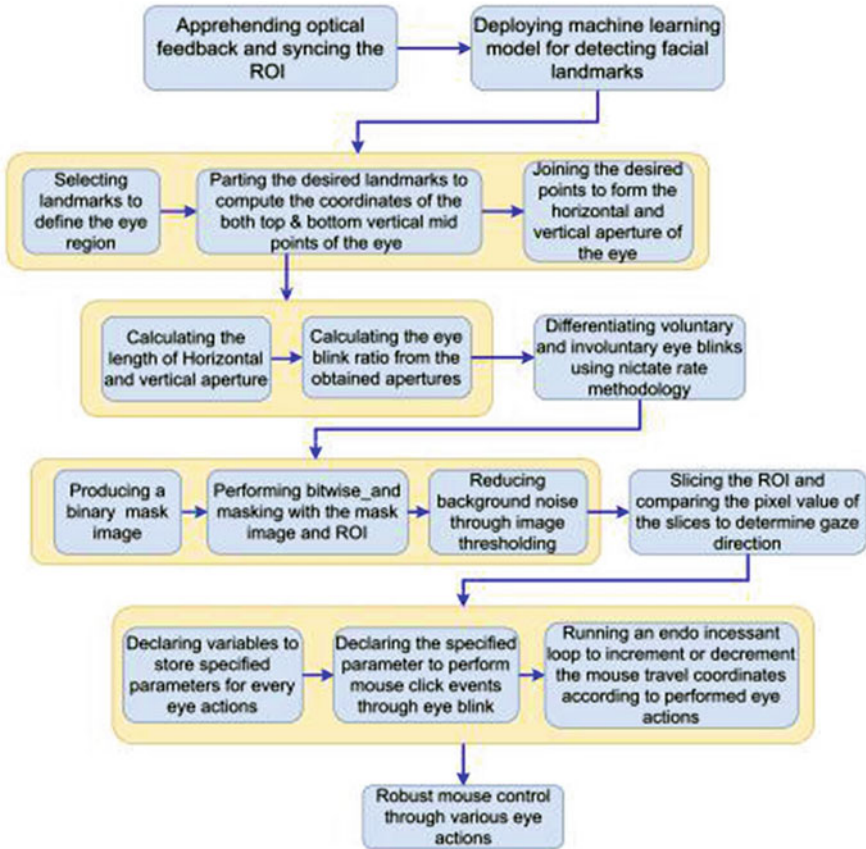 Apprehending optical
feedback and syncing the
ROI
Deploying machine learning
model for detecting facial
landmarks
Selecting
landmarks to
define the eye
region
Parting the desired landmarks to
compute the coordinates of the
both top & bottom vertical mid
points of the eye
Joining the desired
points to form the
horizontal and
vertical aperture of
the eye
Calculating the
length of Horizontal
and vertical aperture
Calculating the eye
blink ratio from the
obtained apertures
Differentiating voluntary
and involuntary eye blinks
using nictate rate
methodology
Producing a
binary mask
image
Performing bitwise_and
masking with the mask
image and ROI
Reducing
background noise
through image
thresholding
Slicing the ROI and
comparing the pixel value
of the slices to determine gaze
direction
Declaring variables to
store specified
parameters for every
eye actions
Declaring the specified
parameter to perform
mouse click events
through eye blink
Running an endo incessant
loop to increment or decrement
the mouse travel coordinates
according to performed eye
actions
Robust mouse control
through various eye
actions